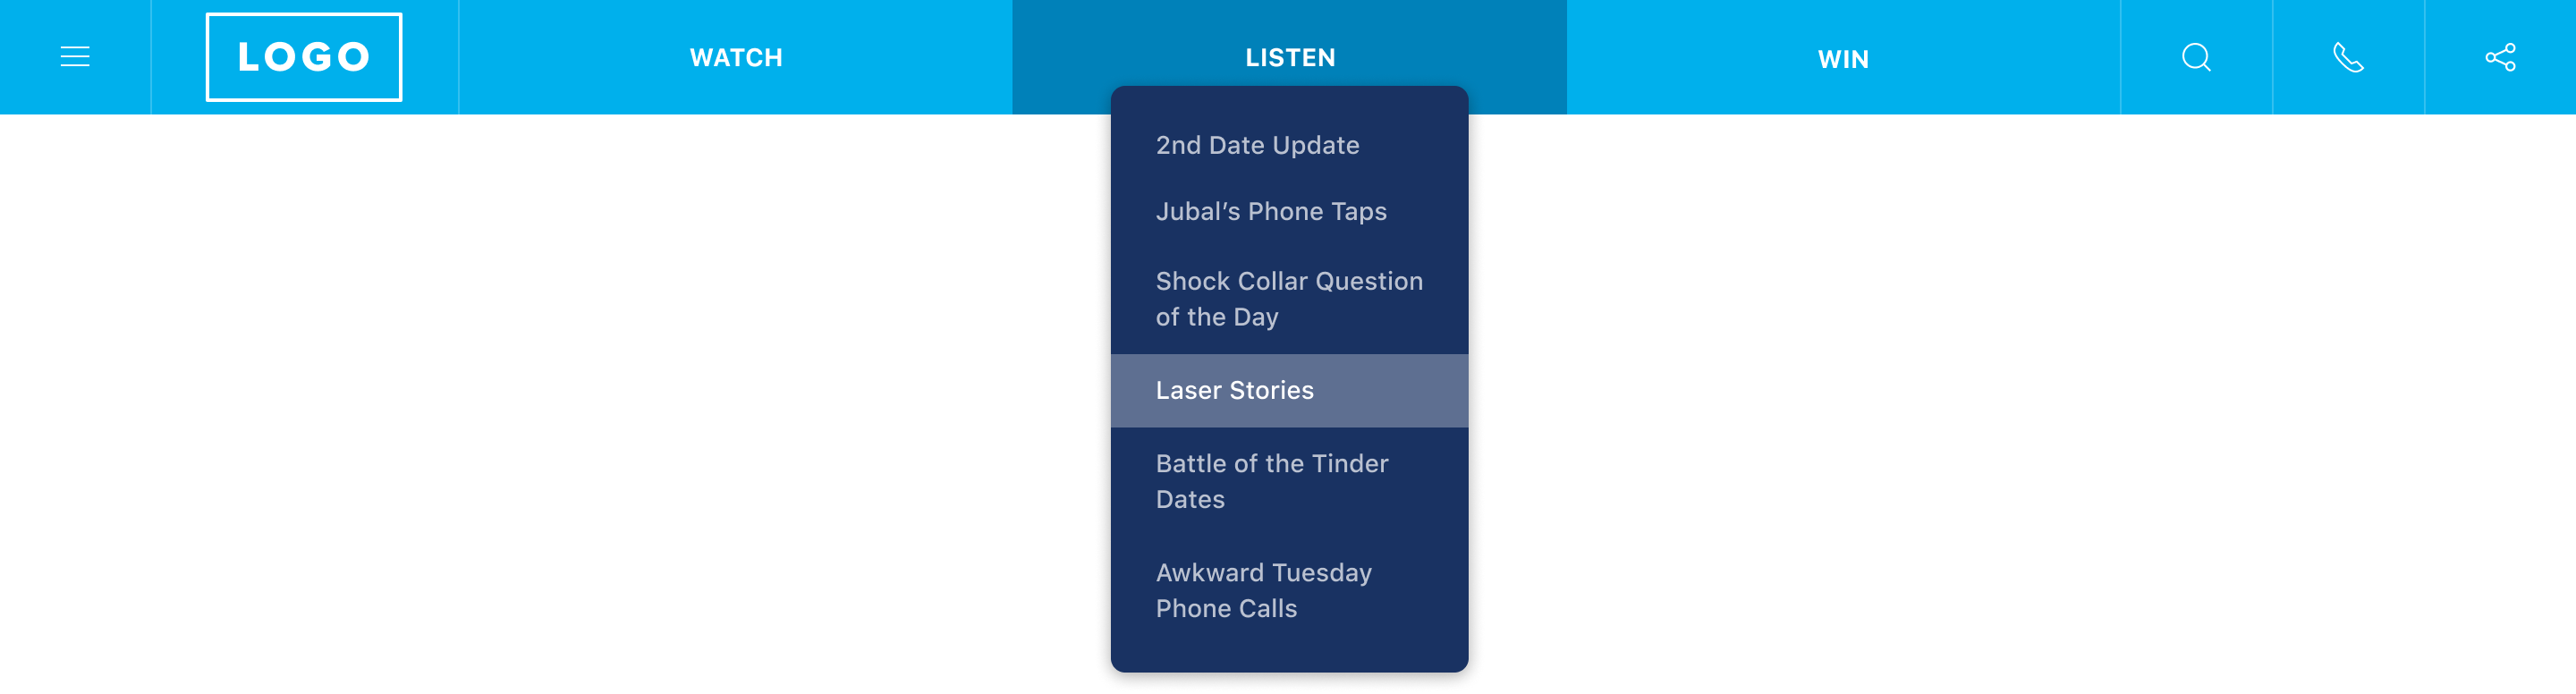 LOGO
WATCH
LISTEN
WIN
2nd Date Update
Jubal’s Phone Taps
Shock Collar Question
of the Day
Laser Stories
Battle of the Tinder
Dates
Awkward Tuesday
Phone Calls